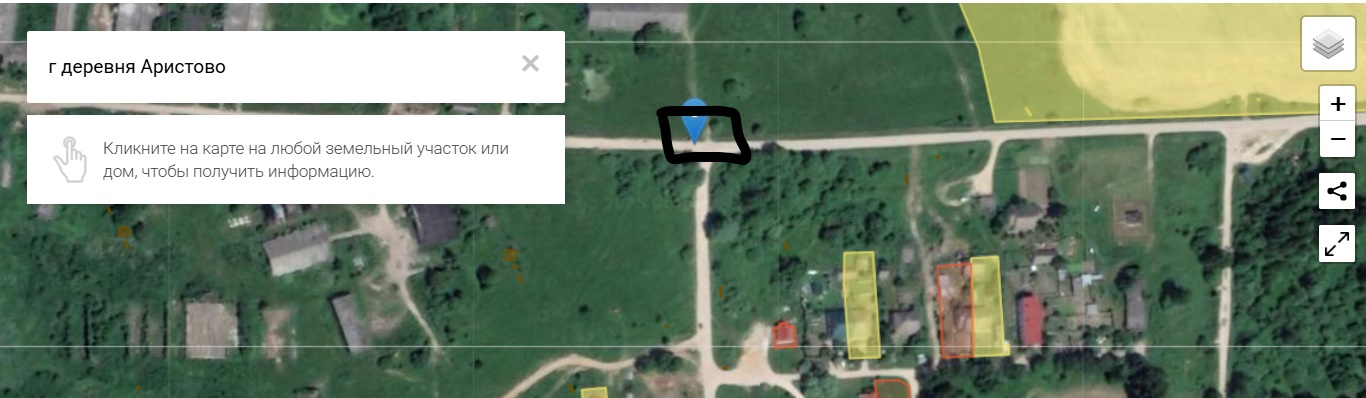 г деревня Аристово
Кликните на карте на любой земельный участок или
дом, чтобы получить информацию.